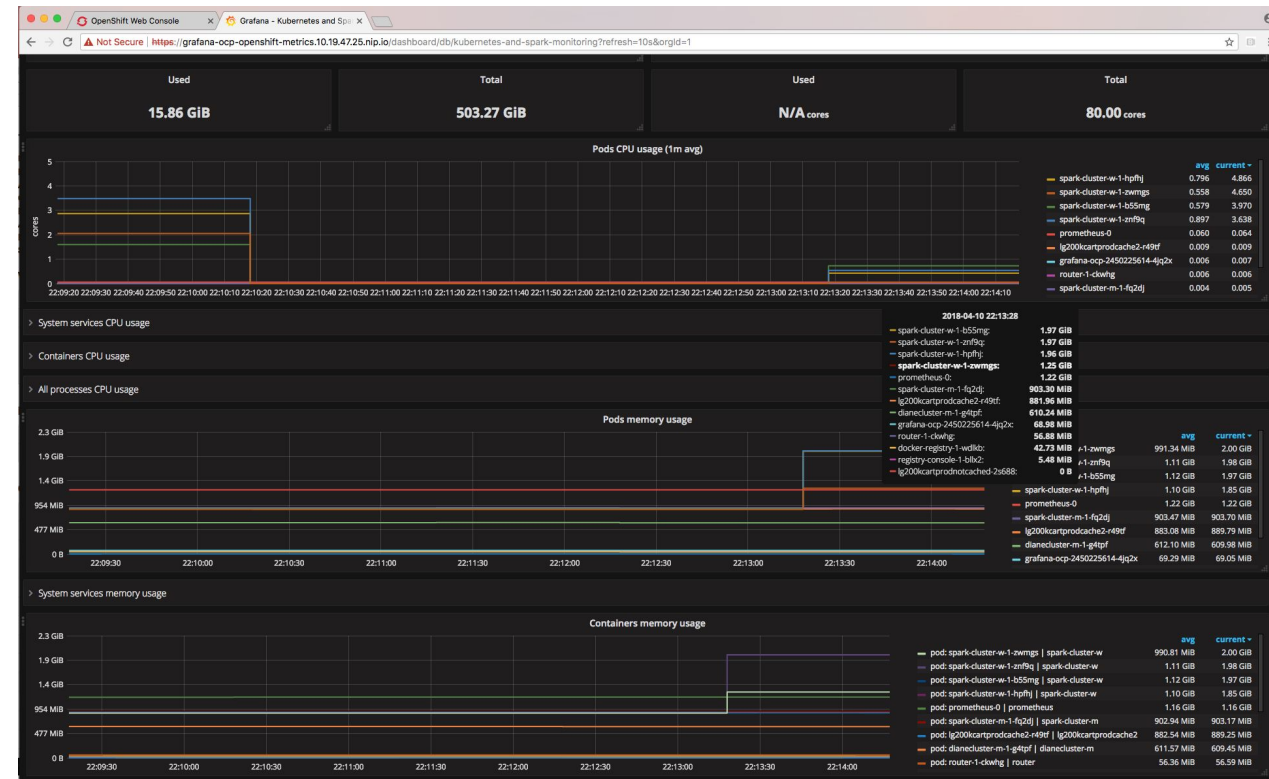 OpenShift Web Console
Grafana - Kubernetes and Spa
Not Secure | https://grafana-ocp-openshift-metrics.10.19.47.25.nip.io/dashboard/db/kubernetes-and-spark-monitoring?refresh=10s&orgId=1
Used Total Used Total
15.86 GiB 503.27 GiB N/A cores 80.00 cores
Pods CPU usage (1m avg)
avg current
spark-cluster-w-1-hpfhj 0.796 4.866
spark-cluster-w-1-zwmgs 0.558 4.650
spark-cluster-w-1-b55mg 0.579 3.970
spark-cluster-w-1-znf9q 0.897 3.638
prometheus-0 0.060 0.064
lg200kcartprodcache2-r49tf 0.009 0.009
grafana-ocp-2450225614-4jq2x 0.006 0.007
router-1-ckwhg 0.006 0.006
spark-cluster-m-1-fq2dj 0.004 0.005
cores
5
4
3
2
1
0
22:09:20 22:09:30 22:09:40 22:09:50 22:10:00 22:10:10 22:10:20 22:10:30 22:10:40 22:10:50 22:11:00 22:11:10 22:11:20 22:11:30 22:11:40 22:11:50 22:12:00 22:12:10 22:12:20 22:12:30 22:12:40 22:12:50 22:13:00 22:13:10 22:13:20 22:13:30 22:13:40 22:13:50 22:14:00 22:14:10
System services CPU usage
Containers CPU usage
All processes CPU usage
2018-04-10 22:13:28
spark-cluster-w-1-b55mg: 1.97 GiB
spark-cluster-w-1-znf9q: 1.97 GiB
spark-cluster-w-1-hpfhj: 1.96 GiB
spark-cluster-w-1-zwmgs: 1.25 GiB
prometheus-0: 1.22 GiB
spark-cluster-m-1-fq2dj: 903.30 MiB
lg200kcartprodcache2-r49tf: 881.96 MiB
dianecluster-m-1-g4tpf: 610.24 MiB
grafana-ocp-2450225614-4jq2x: 68.98 MiB
router-1-ckwhg: 56.88 MiB
docker-registry-1-wdlkb: 42.73 MiB
registry-console-1-bllx2: 5.48 MiB
lg200kcartprodnotcached-2s688: 0 B
Pods memory usage
2.3 GiB
1.9 GiB
1.4 GiB
954 MiB
477 MiB
0 B
22:09:30 22:10:00 22:10:30 22:11:00 22:11:30 22:12:00 22:12:30 22:13:00 22:13:30 22:14:00
avg current
-1-zwmgs 991.34 MiB 2.00 GiB
-1-znf9q 1.11 GiB 1.98 GiB
-1-b55mg 1.12 GiB 1.97 GiB
spark-cluster-w-1-hpfhj 1.10 GiB 1.85 GiB
prometheus-0 1.22 GiB 1.22 GiB
spark-cluster-m-1-fq2dj 903.47 MiB 903.70 MiB
lg200kcartprodcache2-r49tf 883.08 MiB 889.79 MiB
dianecluster-m-1-g4tpf 612.10 MiB 609.98 MiB
grafana-ocp-2450225614-4jq2x 69.29 MiB 69.05 MiB
System services memory usage
Containers memory usage
2.3 GiB
1.9 GiB
1.4 GiB
954 MiB
477 MiB
0 B
22:09:30 22:10:00 22:10:30 22:11:00 22:11:30 22:12:00 22:12:30 22:13:00 22:13:30 22:14:00
avg current
pod: spark-cluster-w-1-zwmgs | spark-cluster-w 990.81 MiB 2.00 GiB
pod: spark-cluster-w-1-znf9q | spark-cluster-w 1.11 GiB 1.98 GiB
pod: spark-cluster-w-1-b55mg | spark-cluster-w 1.12 GiB 1.97 GiB
pod: spark-cluster-w-1-hpfhj | spark-cluster-w 1.10 GiB 1.85 GiB
pod: prometheus-0 | prometheus 1.16 GiB 1.16 GiB
pod: spark-cluster-m-1-fq2dj | spark-cluster-m 902.94 MiB 903.17 MiB
pod: lg200kcartprodcache2-r49tf | lg200kcartprodcache2 882.54 MiB 889.25 MiB
pod: dianecluster-m-1-g4tpf | dianecluster-m 611.57 MiB 609.45 MiB
pod: router-1-ckwhg | router 56.36 MiB 56.59 MiB